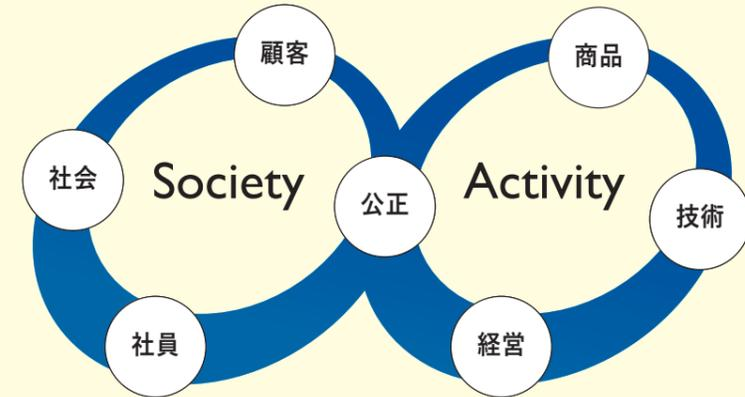 顧客
商品
社会
Society
公正
Activity
技術
社員
経営